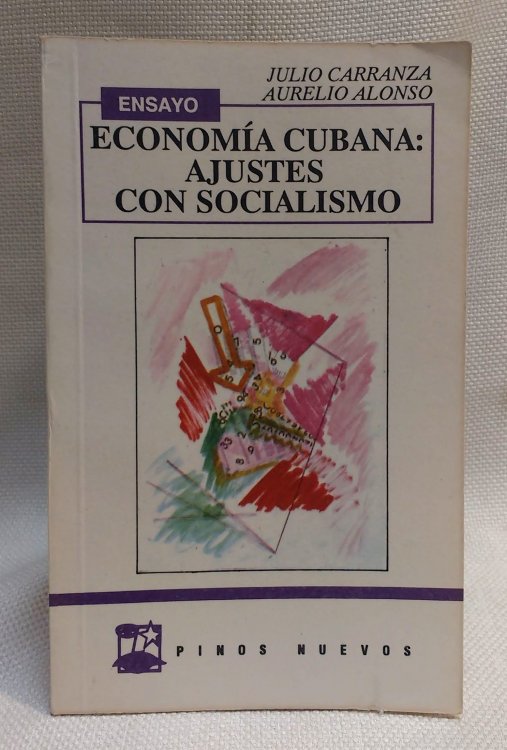 JULIO CARRANZA
AURELIO ALONSO
ENSAYO
ECONOMÍA CUBANA:
AJUSTES
CON SOCIALISMO
PINOS NUEVOS